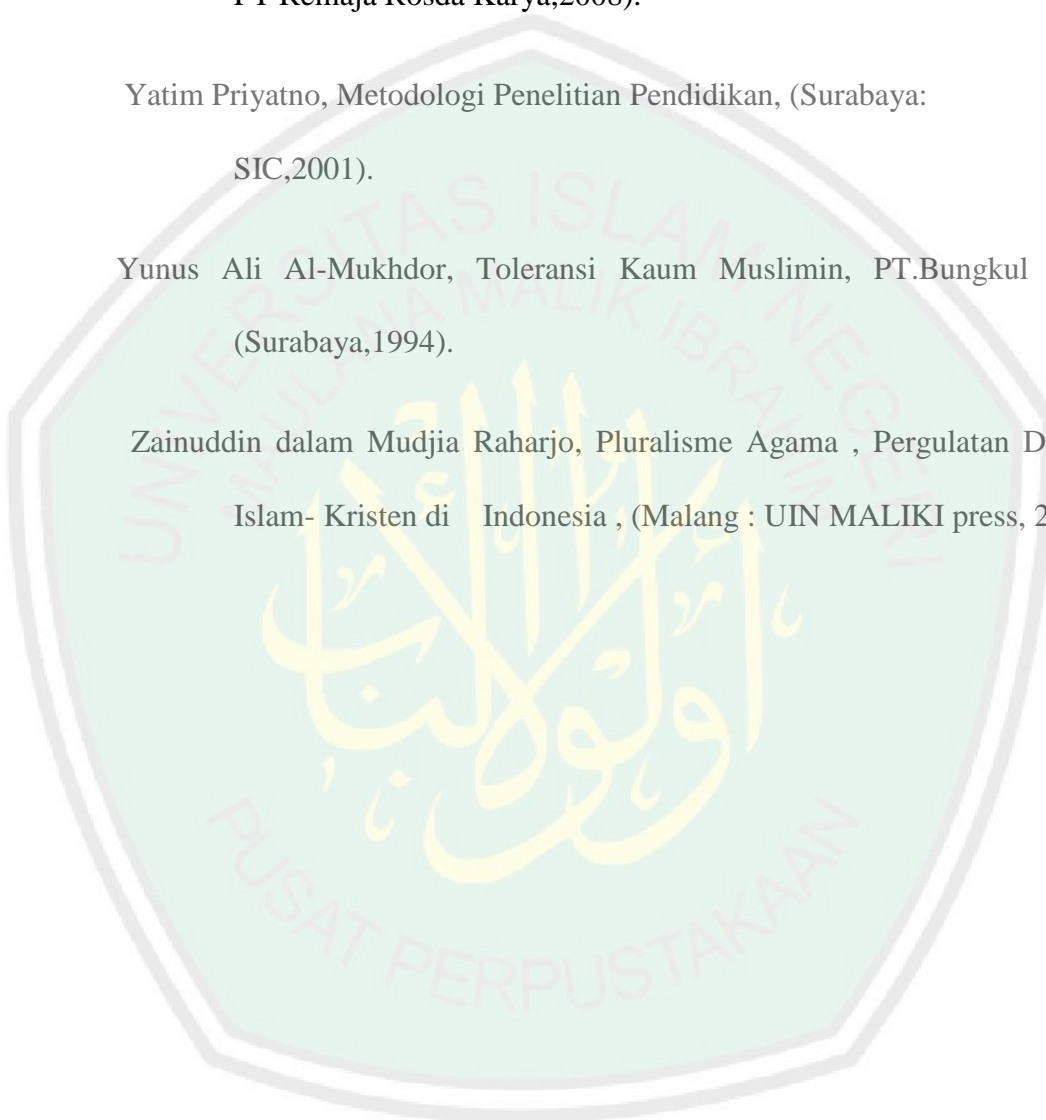 PT Remaja Rosda Karya,2008).
Yatim Priyatno, Metodologi Penelitian Pendidikan, (Surabaya:
SIC,2001).
Yunus Ali Al-Mukhdor, Toleransi Kaum Muslimin, PT.Bungkul
(Surabaya,1994).
Zainuddin dalam Mudjia Raharjo, Pluralisme Agama , Pergulatan D
Islam- Kristen di Indonesia , (Malang : UIN MALIKI press, 2
UNIVERSITAS ISLAM NEGERI
MAULANA MALIK IBRAHIM
أولوا الألباب
PUSAT PERPUSTAKAAN